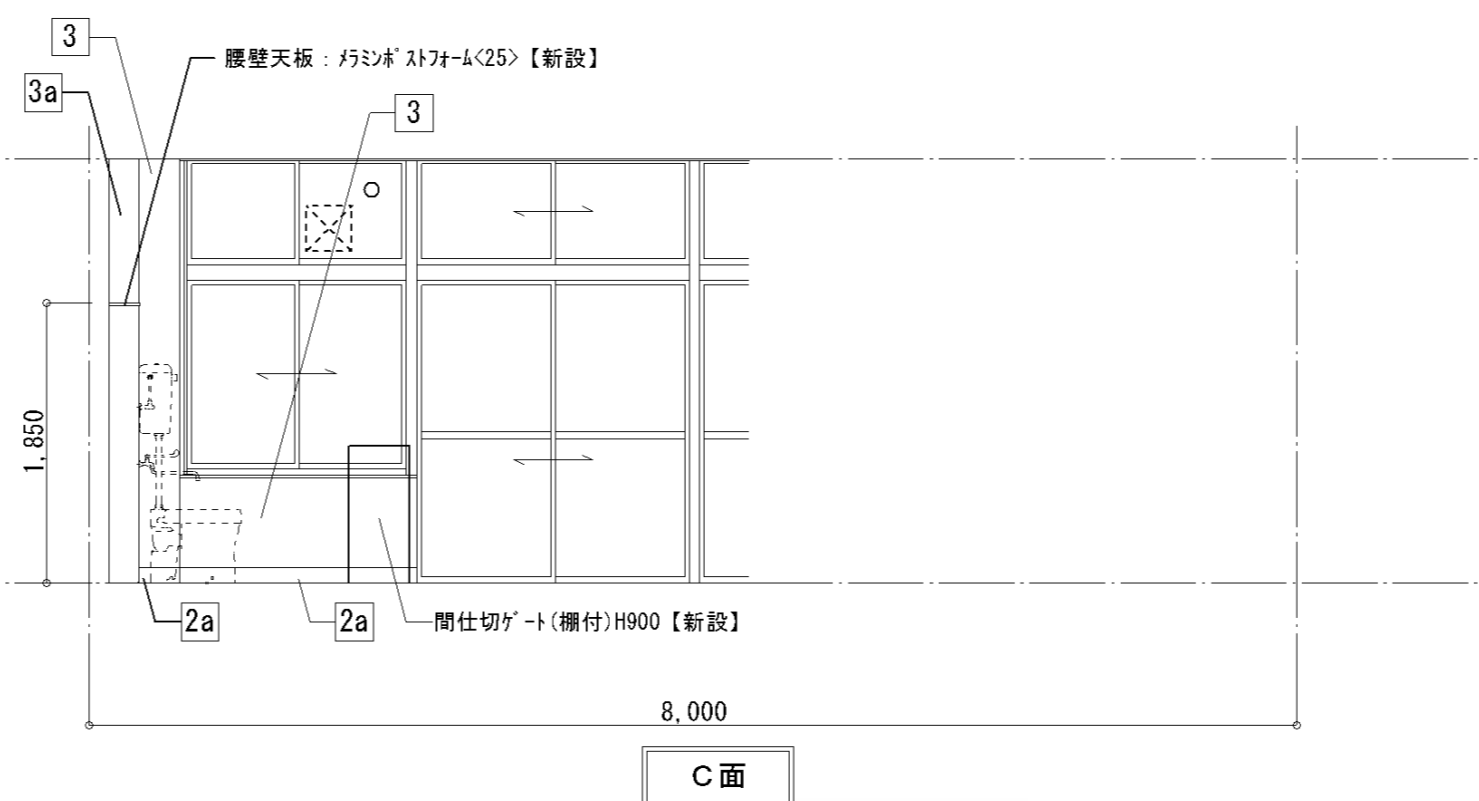 3
腰壁天板：ﾒﾗﾐﾝﾎﾟｽﾄﾌｫｰﾑ<25>【新設】
3a
3
1,850
2a
2a
間仕切ｹﾞｰﾄ(棚付)H900【新設】
8,000
C面